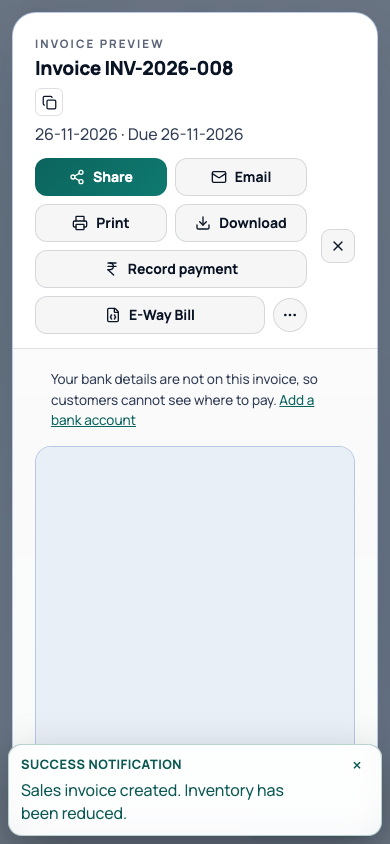 INVOICE PREVIEW
Invoice INV-2026-008
26-11-2026 · Due 26-11-2026
Share
Email
Print
Download
₹ Record payment
E-Way Bill
Your bank details are not on this invoice, so
customers cannot see where to pay. Add a
bank account
SUCCESS NOTIFICATION
Sales invoice created. Inventory has
been reduced.